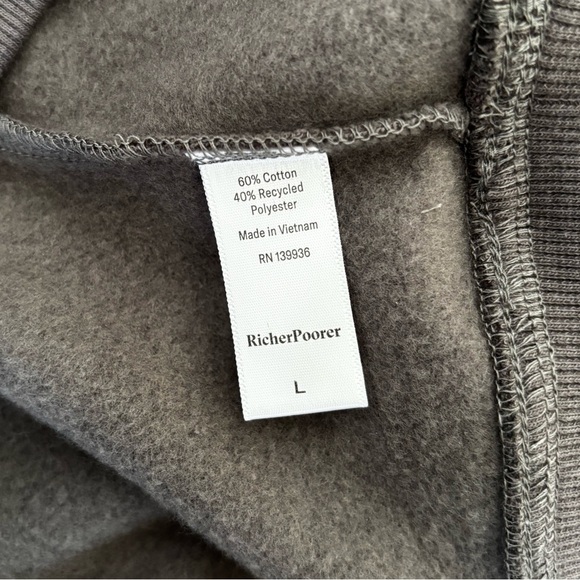 60% Cotton
40% Recycled
Polyester
Made in Vietnam
RN 139936
RicherPoorer
L